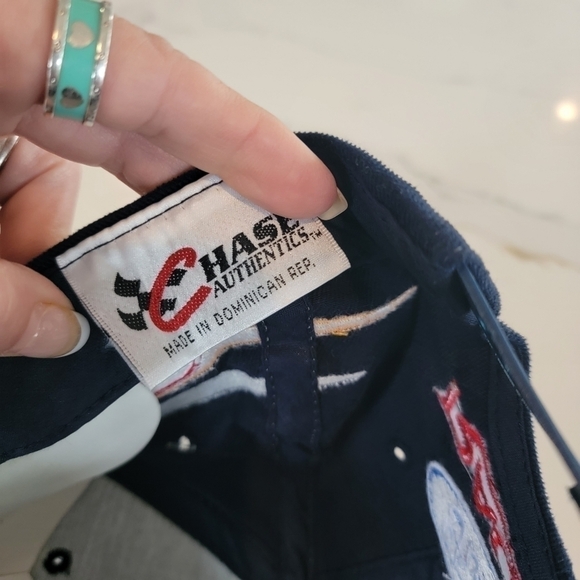 CHASE
AUTHENTICS™
MADE IN DOMINICAN REP.